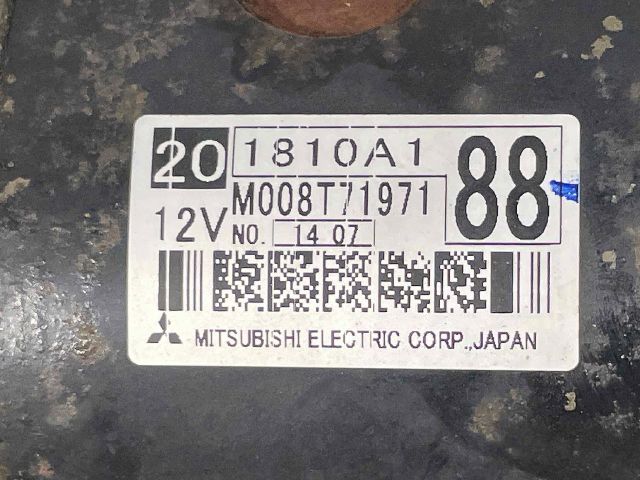 20 1810A1 88
12V M008T71971
NO. 14 07
MITSUBISHI ELECTRIC CORP.,JAPAN